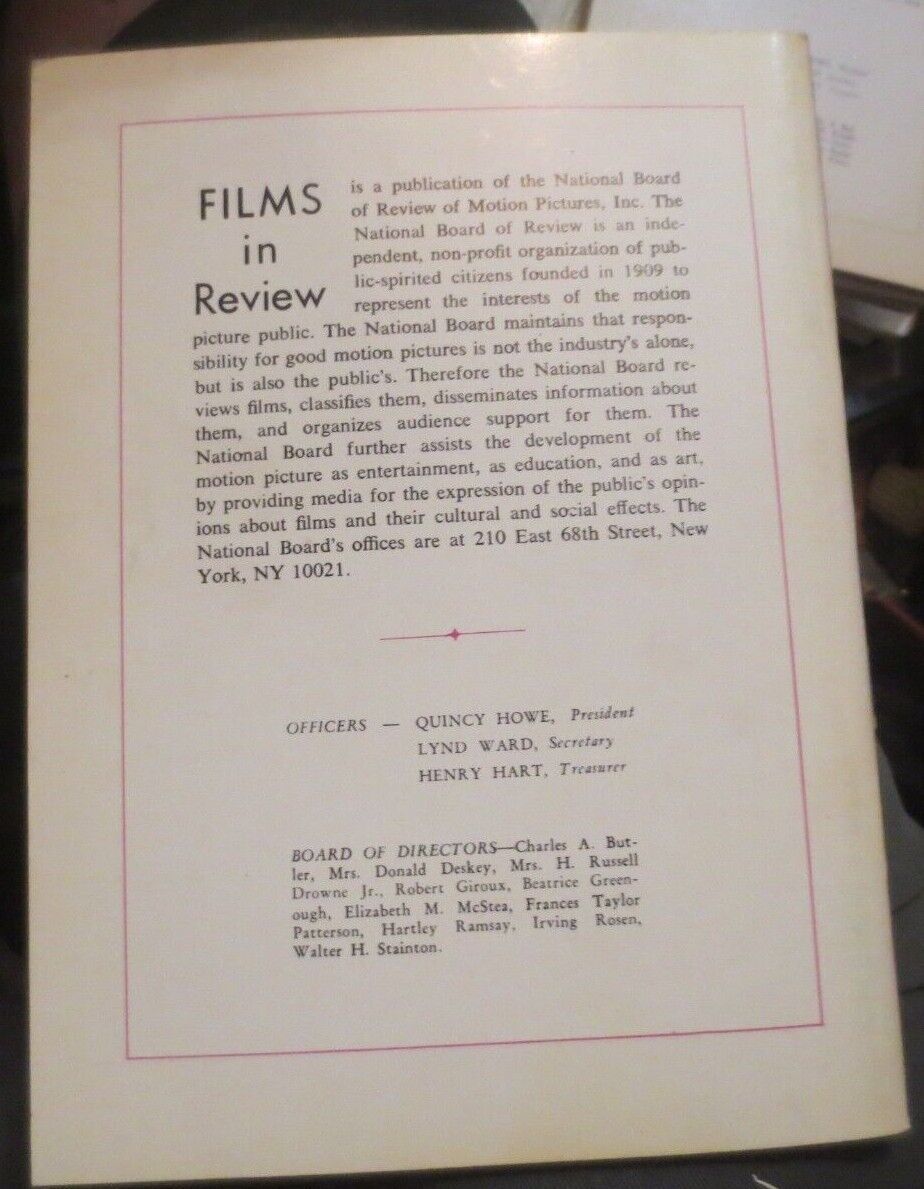 FILMS
in
Review
is a publication of the National Board
of Review of Motion Pictures, Inc. The
National Board of Review is an inde-
pendent, non-profit organization of pub-
lic-spirited citizens founded in 1909 to
represent the interests of the motion
picture public. The National Board maintains that respon-
sibility for good motion pictures is not the industry's alone,
but is also the public's. Therefore the National Board re-
views films, classifies them, disseminates information about
them, and organizes audience support for them. The
National Board further assists the development of the
motion picture as entertainment, as education, and as art,
by providing media for the expression of the public's opin-
ions about films and their cultural and social effects. The
National Board's offices are at 210 East 68th Street, New
York, NY 10021.
OFFICERS — QUINCY HOWE, President
LYND WARD, Secretary
HENRY HART, Treasurer
BOARD OF DIRECTORS—Charles A. But-
ler, Mrs. Donald Deskey, Mrs. H. Russell
Drowne Jr., Robert Giroux, Beatrice Green-
ough, Elizabeth M. McStea, Frances Taylor
Patterson, Hartley Ramsay, Irving Rosen,
Walter H. Stainton.